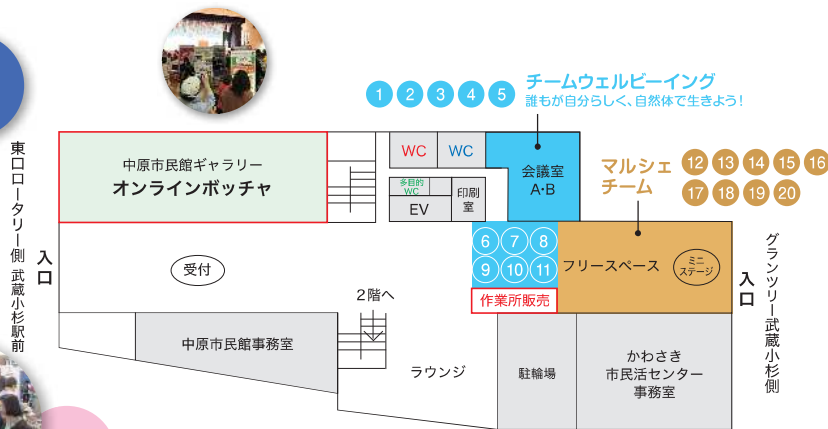 ① ② ③ ④ ⑤
チームウェルビーイング
誰もが自分らしく、自然体で生きよう！
東口ロータリー側 武蔵小杉駅前
入口
中原市民館ギャラリー
オンラインボッチャ
WC
WC
多目的
WC
EV
印刷
室
会議室
A・B
マルシェ
チーム
⑫ ⑬ ⑭ ⑮ ⑯
⑰ ⑱ ⑲ ⑳
⑥ ⑦ ⑧
⑨ ⑩ ⑪
フリースペース
ミニ
ステージ
作業所販売
入口
グランツリー武蔵小杉側
受付
2階へ
中原市民館事務室
ラウンジ
駐輪場
かわさき
市民活センター
事務室